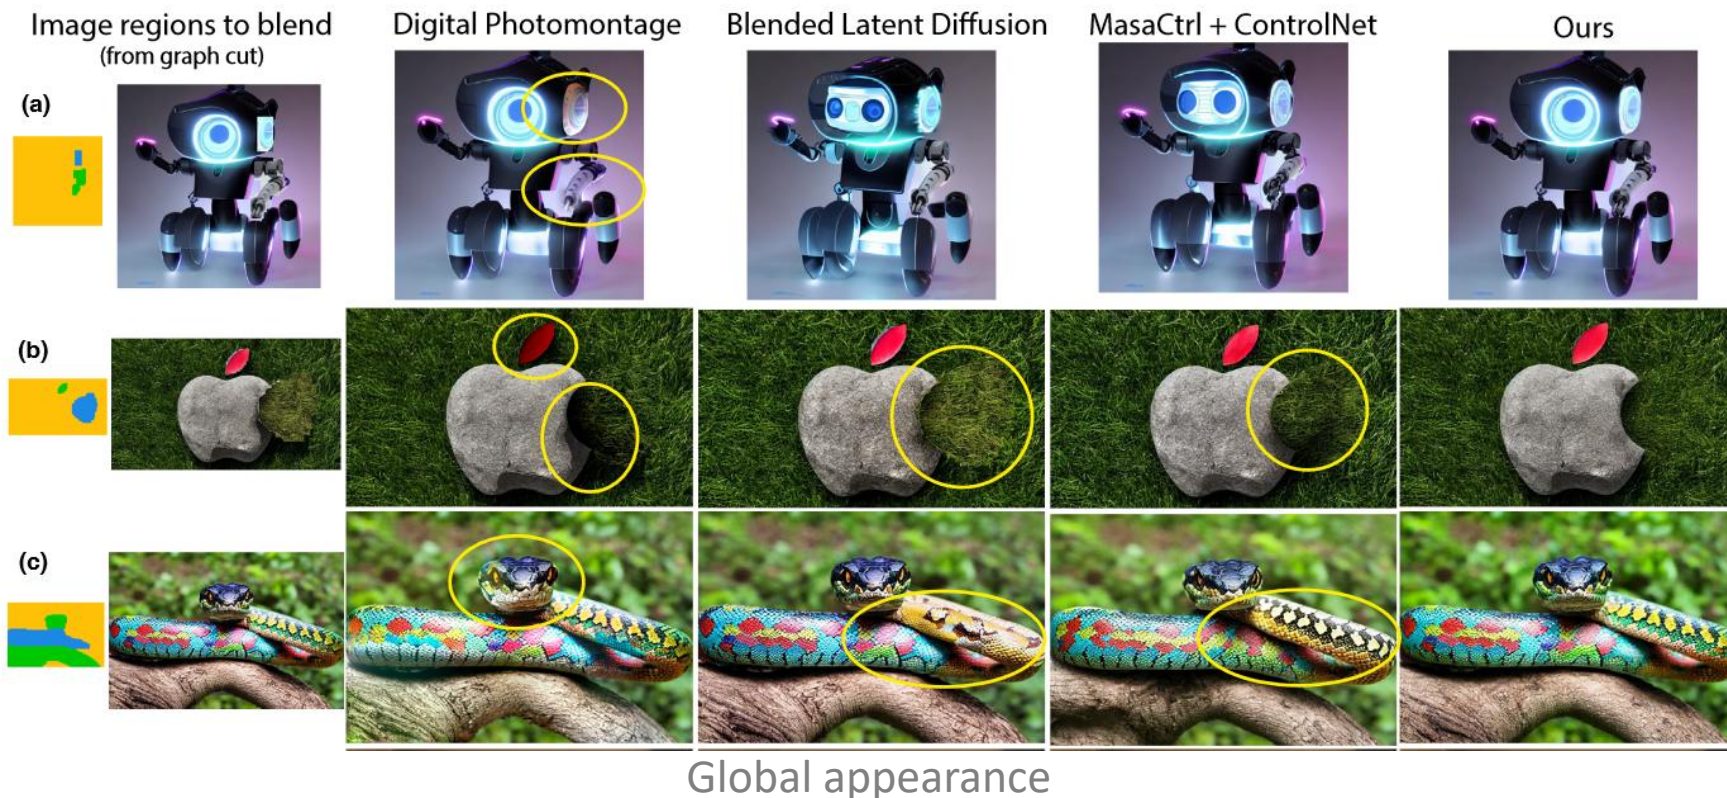 Image regions to blend
(from graph cut)
Digital Photomontage
Blended Latent Diffusion
MasaCtrl + ControlNet
Ours
(a)
(b)
(c)
Global appearance